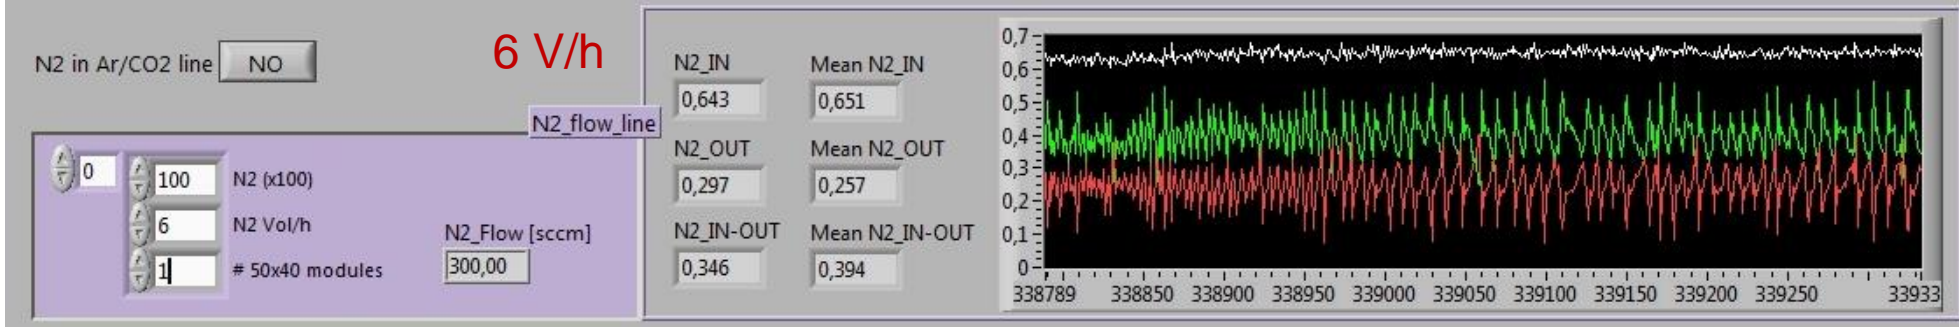 6 V/h
N2 in Ar/CO2 line NO
N2_flow_line
0
100 N2 (x100)
6 N2 Vol/h
1 # 50x40 modules
N2_Flow [sccm]
300,00
N2_IN Mean N2_IN
0,643 0,651
N2_OUT Mean N2_OUT
0,297 0,257
N2_IN-OUT Mean N2_IN-OUT
0,346 0,394
0,7
0,6
0,5
0,4
0,3
0,2
0,1
0
338789 338850 338900 338950 339000 339050 339100 339150 339200 339250 33933